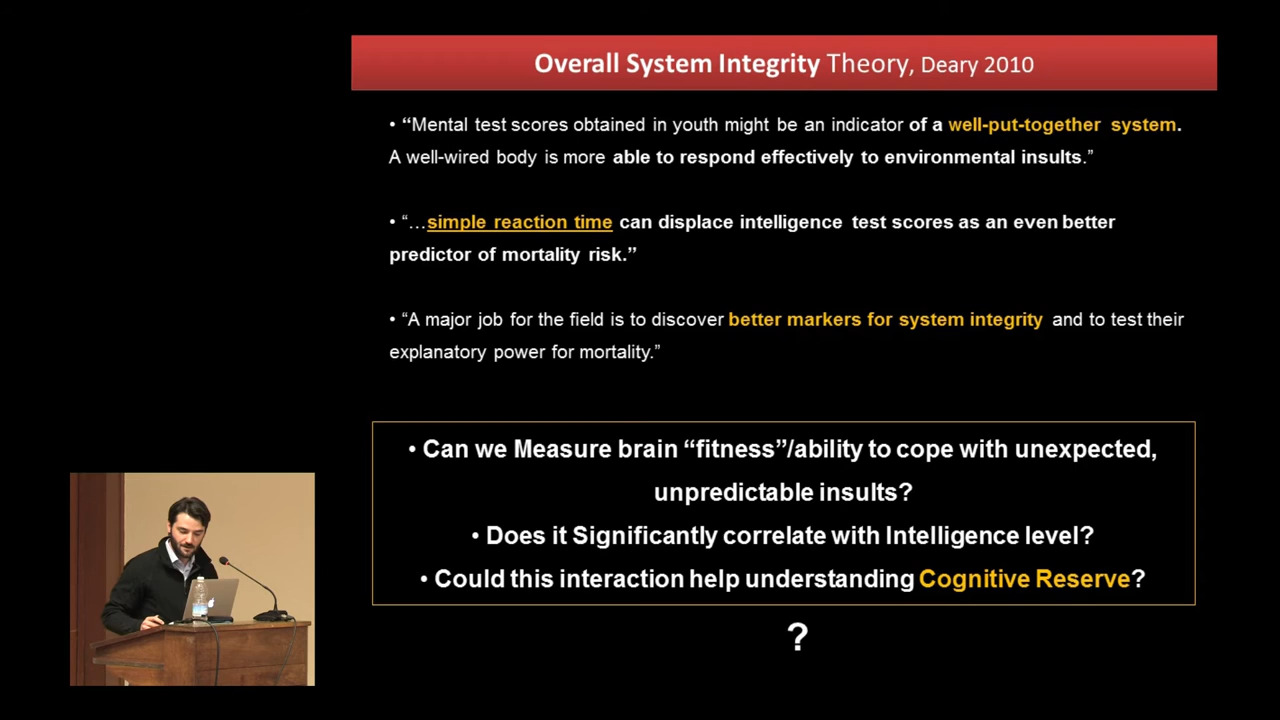 Overall System Integrity Theory, Deary 2010
• “Mental test scores obtained in youth might be an indicator of a well-put-together system.
A well-wired body is more able to respond effectively to environmental insults.”
• “…simple reaction time can displace intelligence test scores as an even better
predictor of mortality risk.”
• “A major job for the field is to discover better markers for system integrity and to test their
explanatory power for mortality.”
• Can we Measure brain “fitness”/ability to cope with unexpected,
unpredictable insults?
• Does it Significantly correlate with Intelligence level?
• Could this interaction help understanding Cognitive Reserve?
?